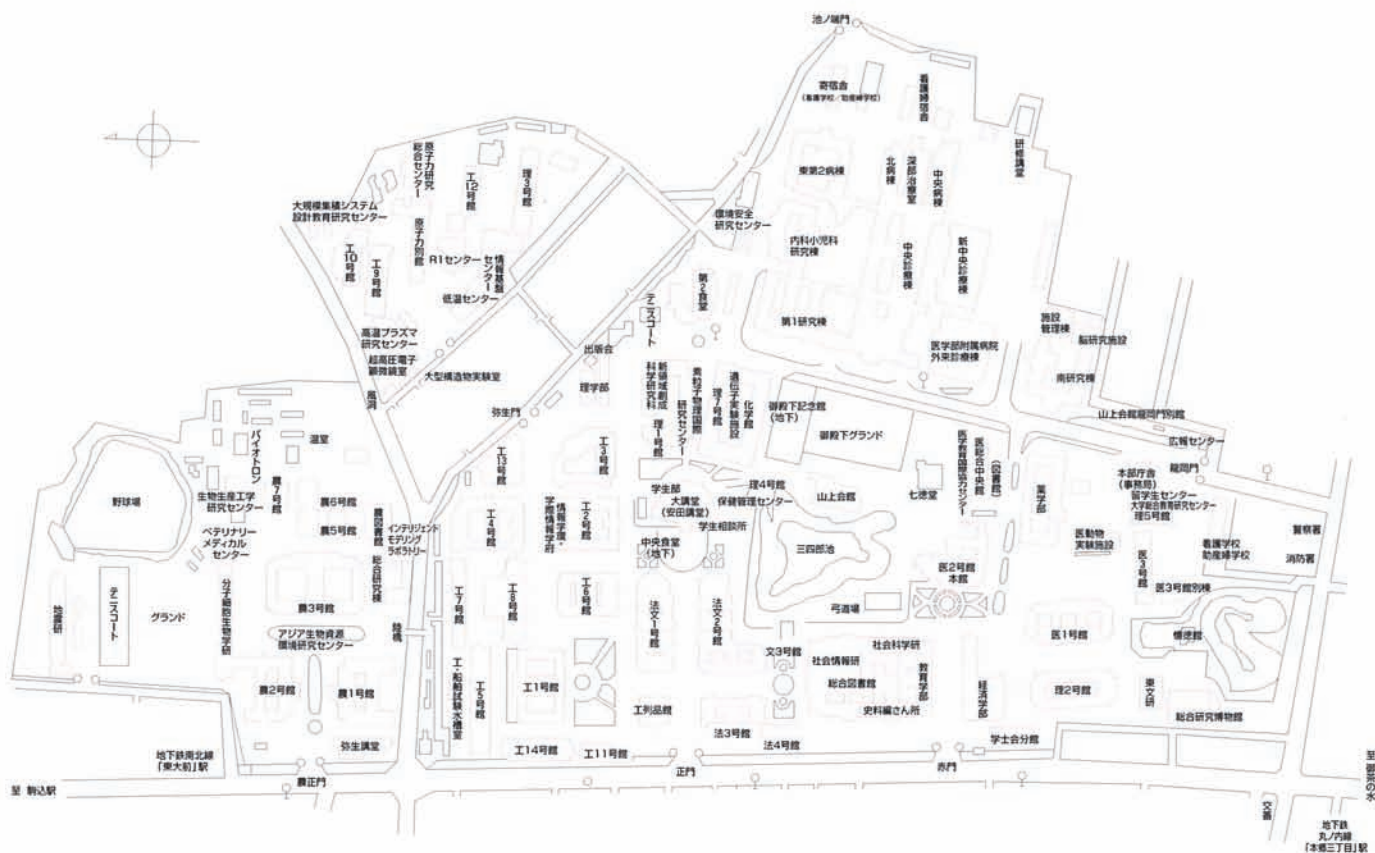 池ノ端門
寄宿舎
(看護学校/助産婦学校)
看護婦宿舎
研修講堂
原子力研究
総合センター
工12号館
理3号館
東第2病棟
北病棟
深部治療室
中央病棟
大規模集積システム
設計教育研究センター
原子力別館
環境安全
研究センター
工10号館
工9号館
R1センター
情報基盤
センター
低温センター
内科小児科
研究棟
中央診療棟
新中央診療棟
第2食堂
テニスコート
第1研究棟
施設
管理棟
脳研究施設
高温プラズマ
研究センター
超高圧電子
顕微鏡室
大型構造物実験室
出版会
医学部附属病院
外来診療棟
南研究棟
風洞
理学部
新領域創成
科学研究科
素粒子物理国際
研究センター
理7号館
遺伝子実験施設
化学館
御殿下記念館
(地下)
御殿下グランド
山上会館龍岡門別館
弥生門
広報センター
龍岡門
バイオトロン
温室
工13号館
工3号館
理1号館
医学教育国際協力センター
医総合中央館
(図書館)
本部庁舎
(事務局)
留学生センター
大学総合教育研究センター
理5号館
野球場
生物生産工学
研究センター
農7号館
農6号館
学生部
大講堂
(安田講堂)
理4号館
保健管理センター
山上会館
七徳堂
薬学部
ベテリナリー
メディカル
センター
農5号館
農図書館
インテリジェント
モデリング
ラボラトリー
工4号館
情報学環・
学際情報学府
工2号館
学生相談所
中央食堂
(地下)
三四郎池
医動物
実験施設
警察署
消防署
看護学校
助産婦学校
総合研究棟
医2号館
本館
医3号館
医3号館別棟
地震研
テニスコート
グランド
分子細胞生物学研
農3号館
工7号館
工8号館
工6号館
法文1号館
法文2号館
弓道場
アジア生物資源
環境研究センター
陸橋
医1号館
懐徳館
文3号館
社会科学研
社会情報研
農2号館
農1号館
工・船舶試験水槽室
工5号館
工1号館
総合図書館
教育学部
経済学部
理2号館
東文研
工列品館
史料編さん所
総合研究博物館
弥生講堂
工14号館
工11号館
法3号館
法4号館
学士会分館
地下鉄南北線
「東大前」駅
農正門
正門
赤門
至 駒込駅
至 御茶の水
交番
地下鉄
丸ノ内線
「本郷三丁目」駅